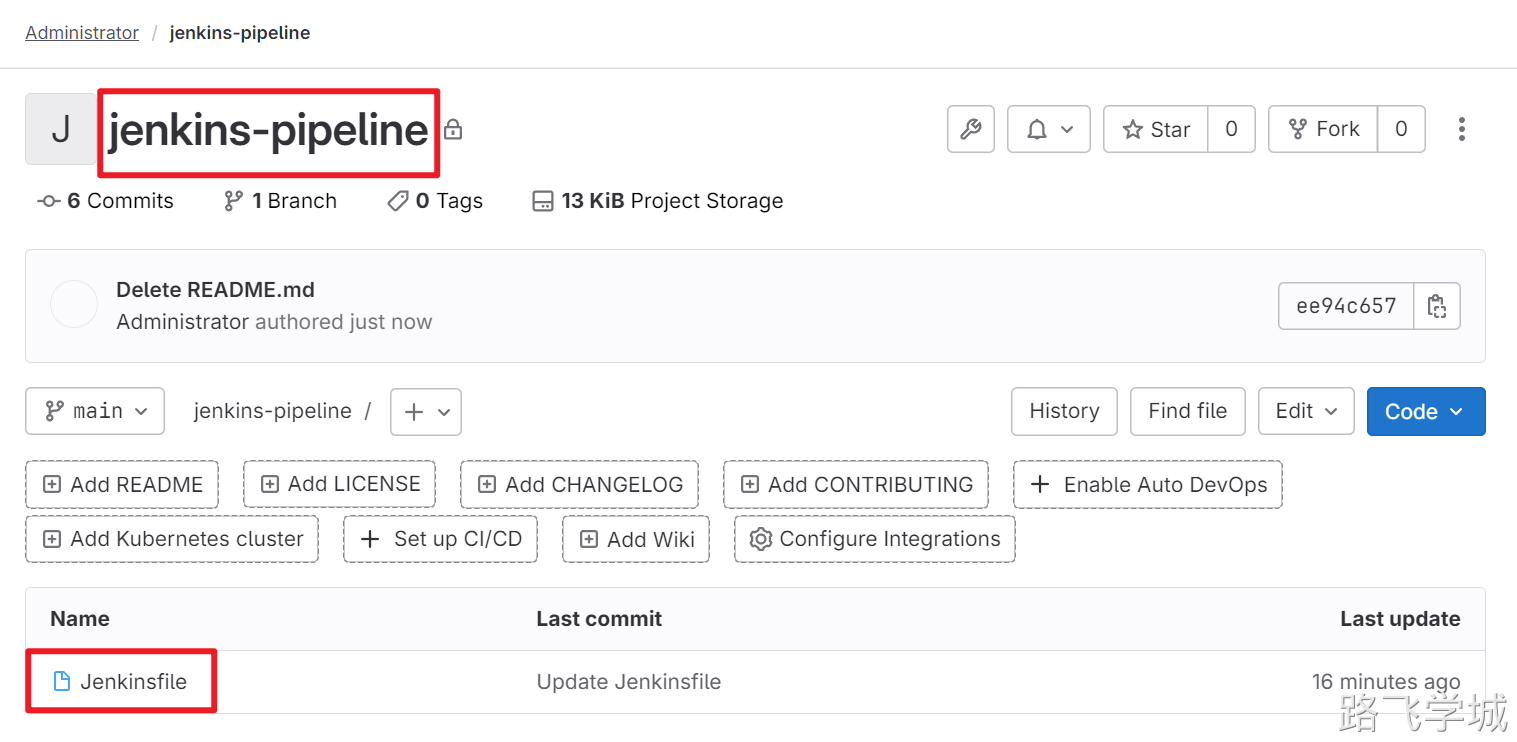 Administrator / jenkins-pipeline
J jenkins-pipeline
Star 0 Fork 0
6 Commits 1 Branch 0 Tags 13 KiB Project Storage
Delete README.md
Administrator authored just now
ee94c657
main jenkins-pipeline / + History Find file Edit Code
Add README Add LICENSE Add CHANGELOG Add CONTRIBUTING + Enable Auto DevOps
Add Kubernetes cluster + Set up CI/CD Add Wiki Configure Integrations
Name Last commit Last update
Jenkinsfile Update Jenkinsfile 16 minutes ago
路飞学城